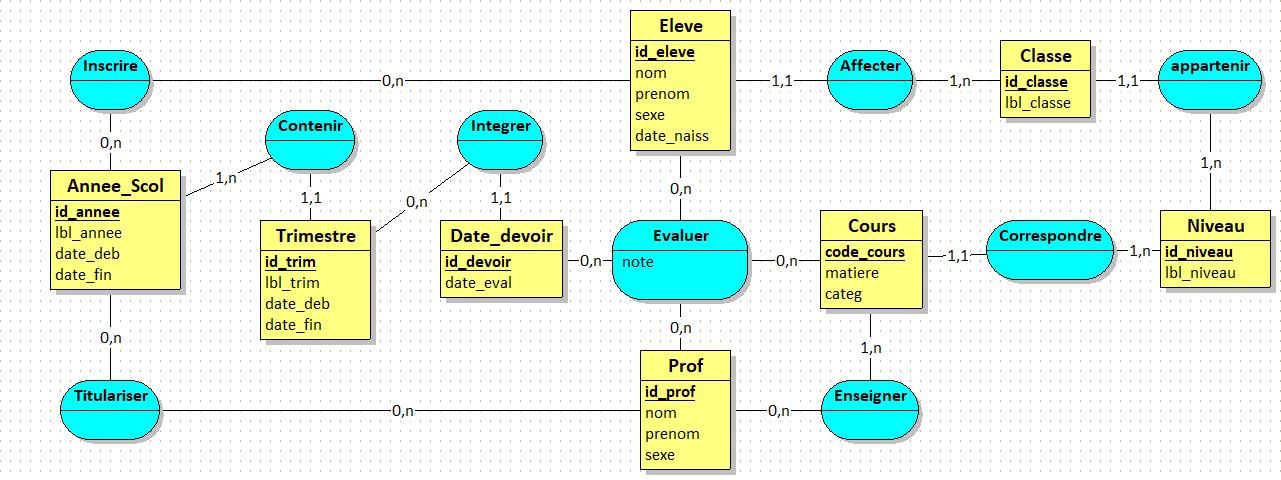 Eleve
id_eleve
nom
prenom
sexe
date_naiss
Inscrire
0,n
0,n
1,1
Affecter
1,n
Classe
id_classe
lbl_classe
1,1
appartenir
1,n
Contenir
1,n
1,1
Integrer
0,n
1,1
Annee_Scol
id_annee
lbl_annee
date_deb
date_fin
Trimestre
id_trim
lbl_trim
date_deb
date_fin
Date_devoir
id_devoir
date_eval
0,n
0,n
Evaluer
note
0,n
Cours
code_cours
matiere
categ
1,1
Correspondre
1,n
Niveau
id_niveau
lbl_niveau
0,n
0,n
1,n
Titulariser
0,n
Prof
id_prof
nom
prenom
sexe
0,n
Enseigner